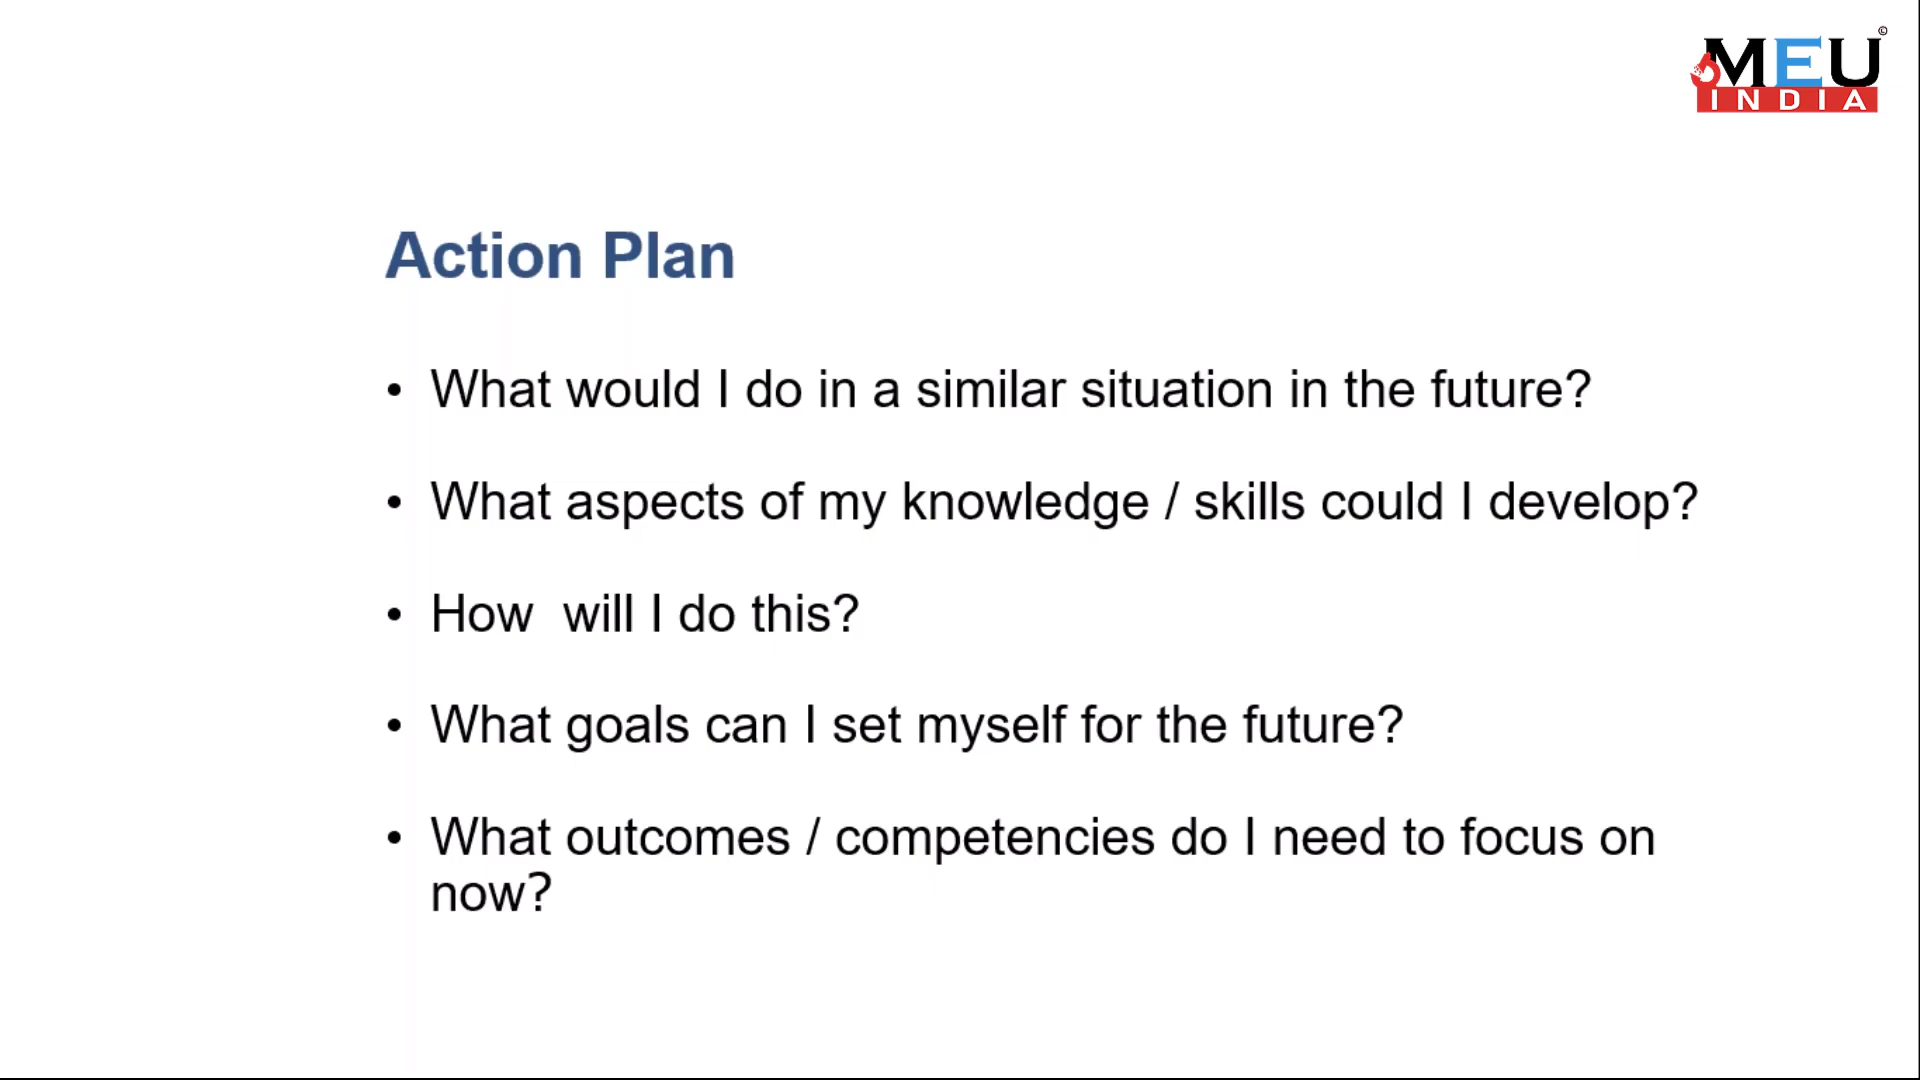 ©
MEU
INDIA
Action Plan
• What would I do in a similar situation in the future?
• What aspects of my knowledge / skills could I develop?
• How  will I do this?
• What goals can I set myself for the future?
• What outcomes / competencies do I need to focus on
now?